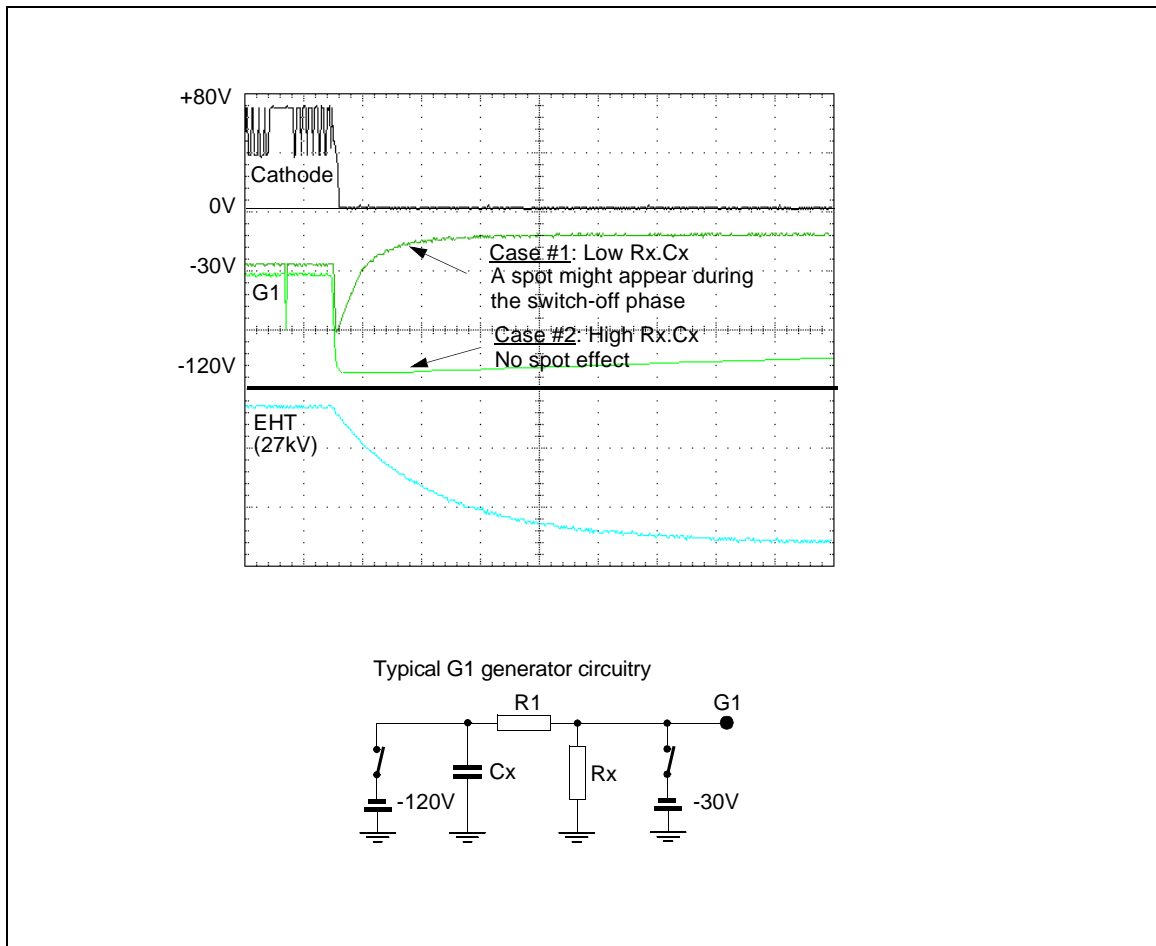 +80V
Cathode
0V
Case #1: Low Rx.Cx
-30V
A spot might appear during
G1
the switch-off phase
Case #2: High Rx.Cx
-120V
No spot effect
EHT
(27kV)
Typical G1 generator circuitry
R1
G1
Cx
Rx
-120V
-30V